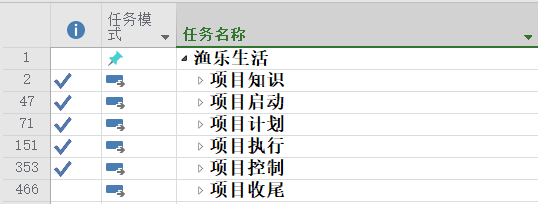 任务模式 任务名称
1 渔乐生活
2 项目知识
47 项目启动
71 项目计划
151 项目执行
353 项目控制
466 项目收尾